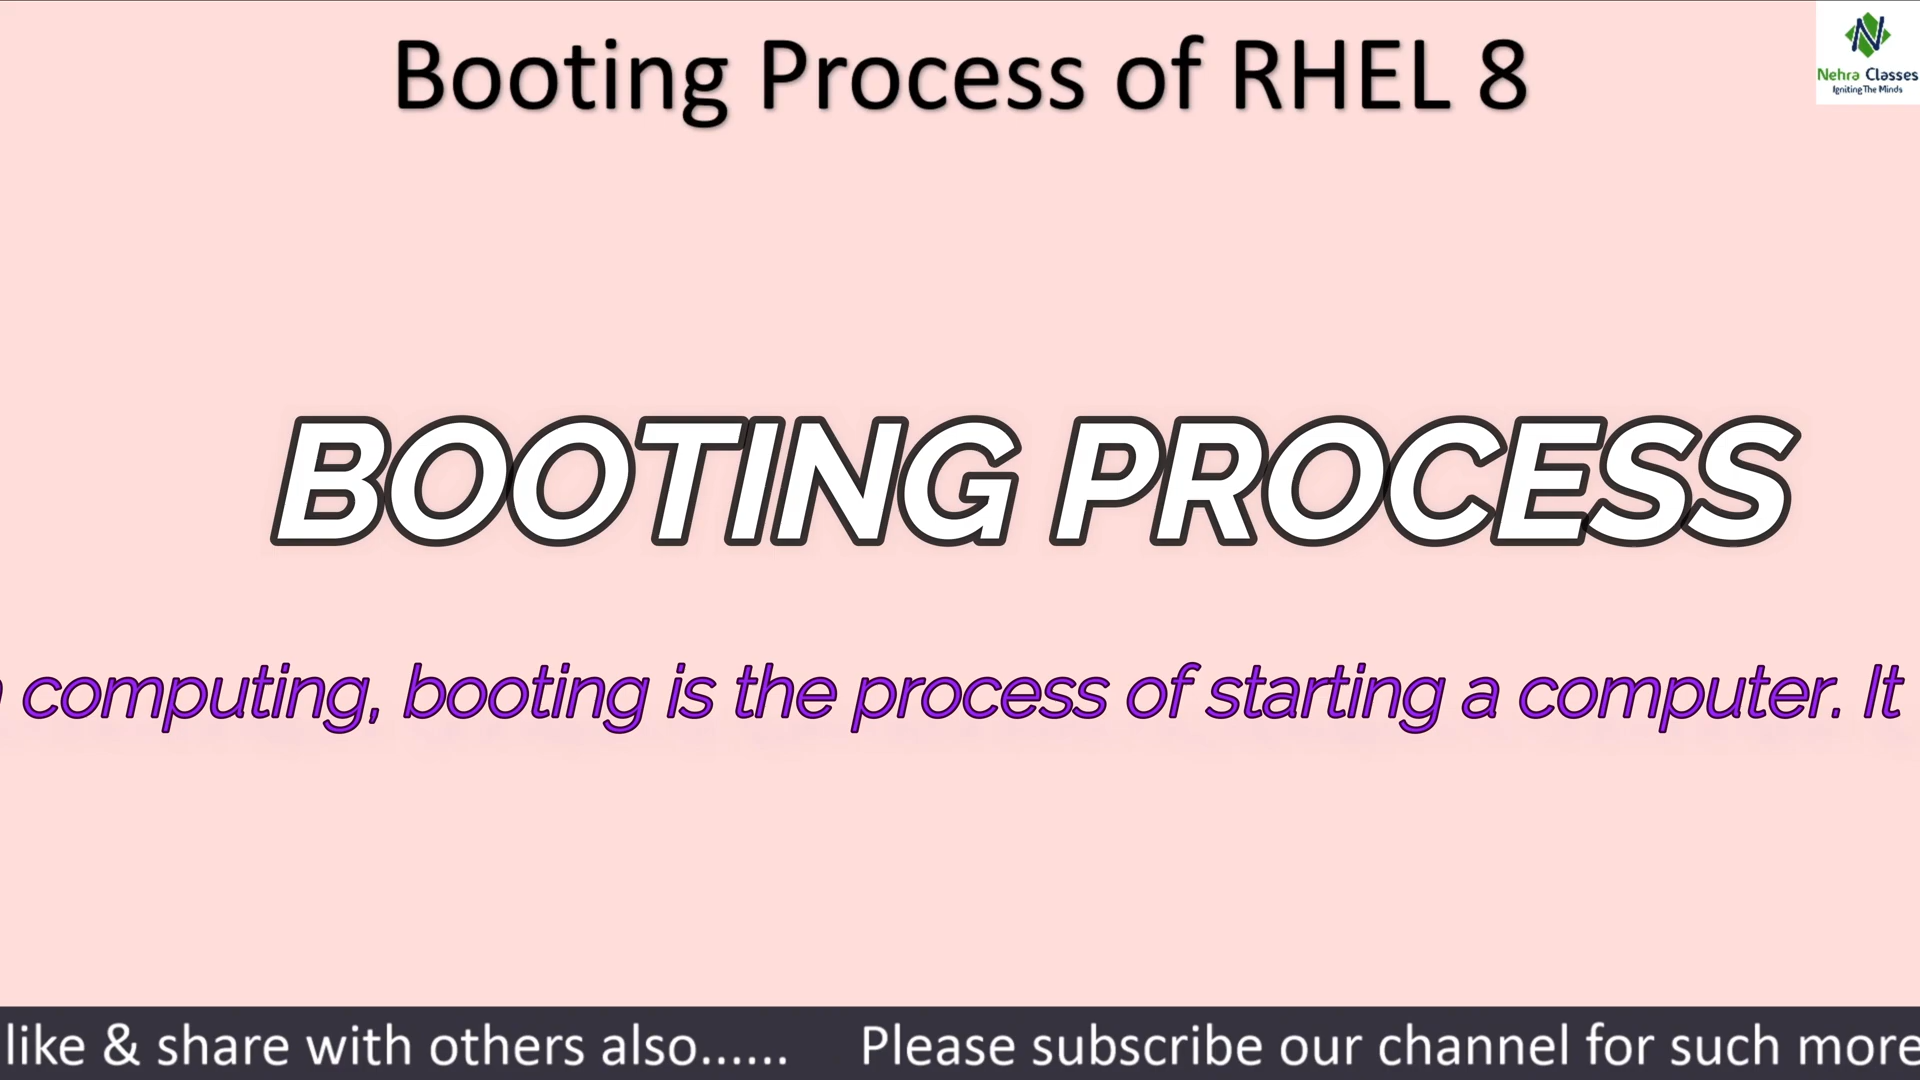 Booting Process of RHEL 8
N
Nehra Classes
Igniting The Minds
BOOTING PROCESS
computing, booting is the process of starting a computer. It
like & share with others also...... Please subscribe our channel for such more